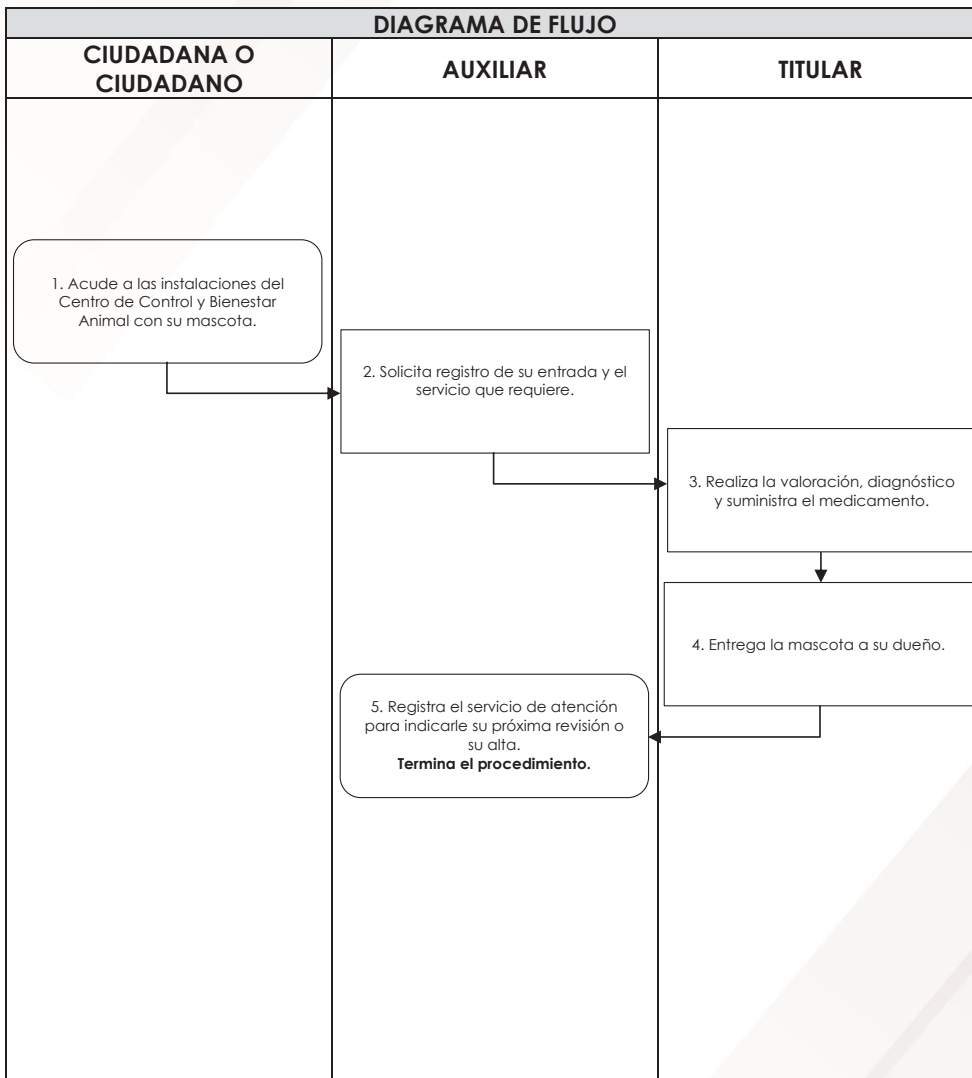 DIAGRAMA DE FLUJO
CIUDADANA O
CIUDADANO
AUXILIAR
TITULAR
1. Acude a las instalaciones del
Centro de Control y Bienestar
Animal con su mascota.
2. Solicita registro de su entrada y el
servicio que requiere.
3. Realiza la valoración, diagnóstico
y suministra el medicamento.
4. Entrega la mascota a su dueño.
5. Registra el servicio de atención
para indicarle su próxima revisión o
su alta.
Termina el procedimiento.